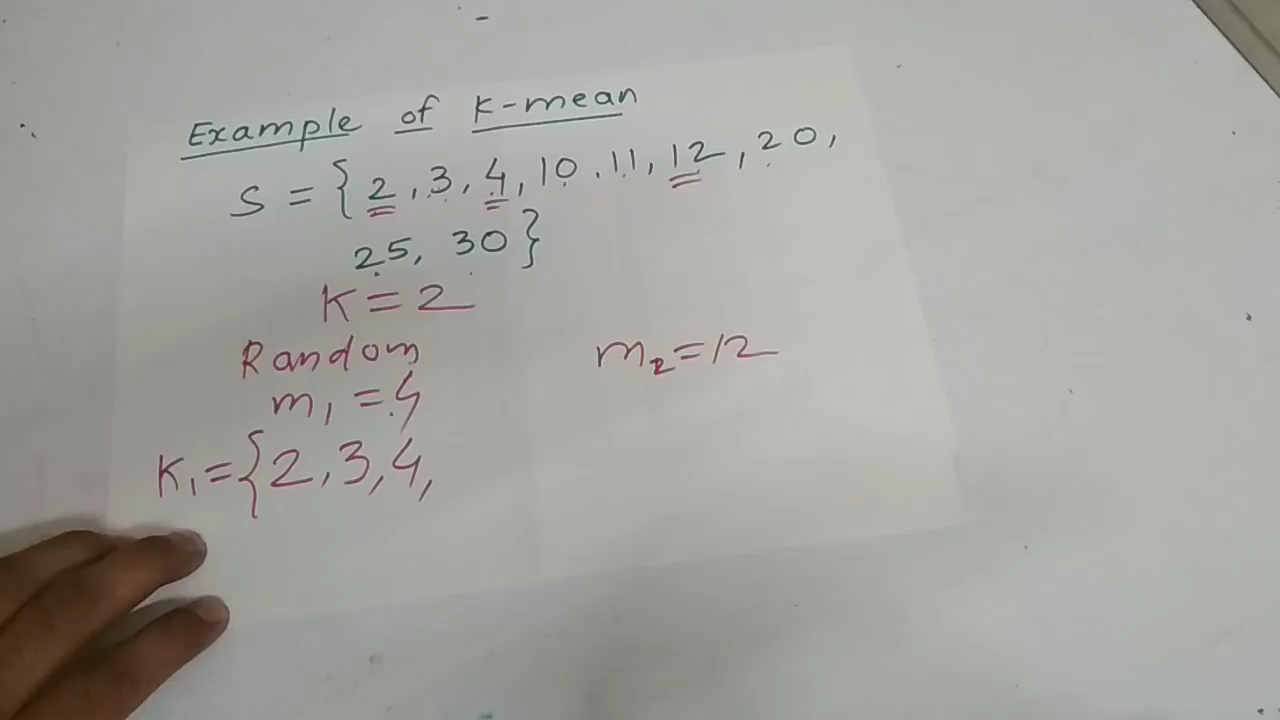 Example of K-mean
S = {2, 3, 4, 10, 11, 12, 20,
25, 30}
K=2
Random
m₁ = 4 m₂ = 12
K₁ = {2, 3, 4,